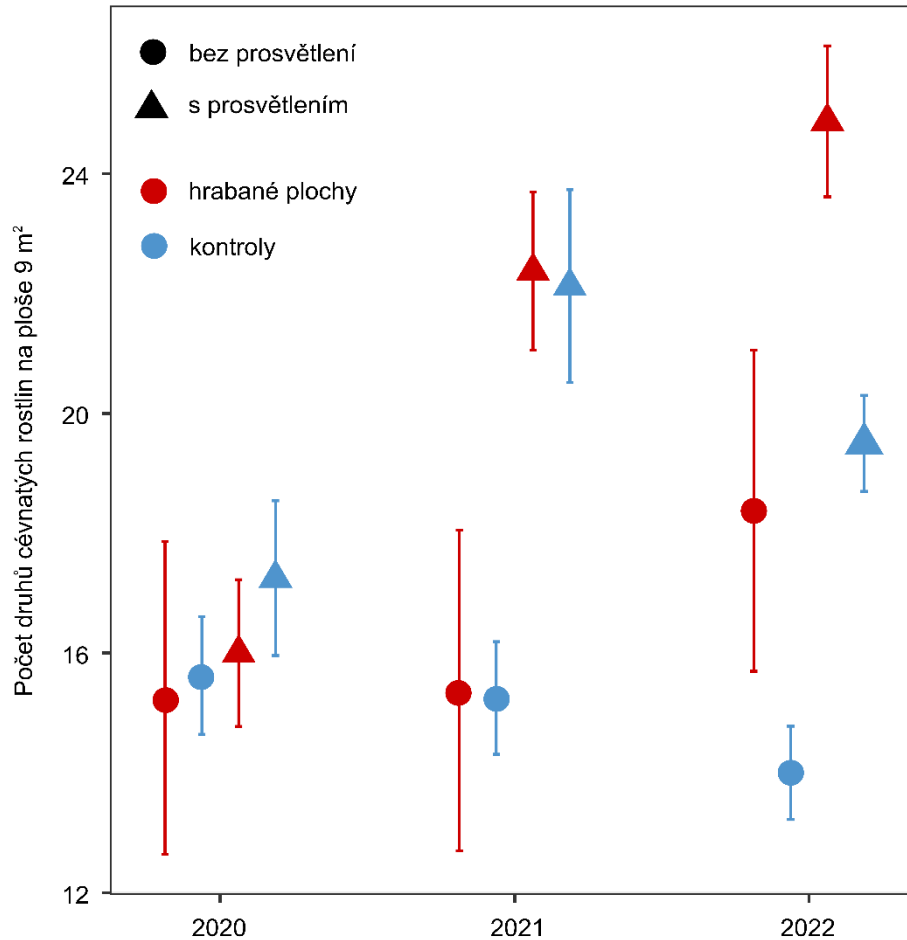 bez prosvětlení
s prosvětlením
hrabané plochy
kontroly
Počet druhů cévnatých rostlin na ploše 9 m²
24
20
16
12
2020
2021
2022